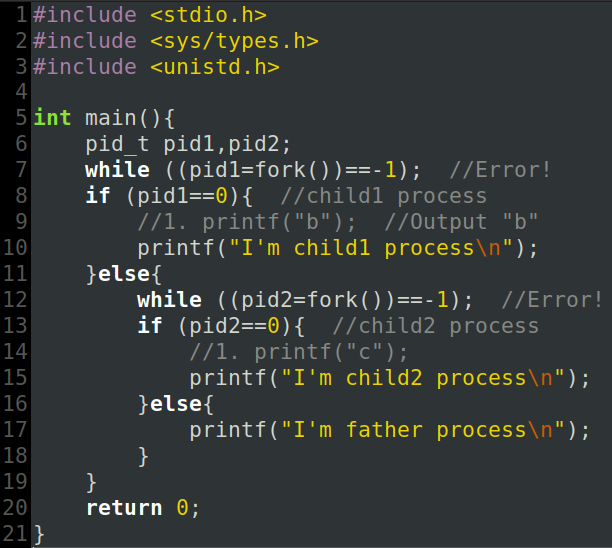 1 #include <stdio.h>
2 #include <sys/types.h>
3 #include <unistd.h>
4
5 int main(){
6     pid_t pid1,pid2;
7     while ((pid1=fork())==-1);  //Error!
8     if (pid1==0){  //child1 process
9         //1. printf("b");  //Output "b"
10         printf("I'm child1 process\n");
11     }else{
12         while ((pid2=fork())==-1);  //Error!
13         if (pid2==0){  //child2 process
14             //1. printf("c");
15             printf("I'm child2 process\n");
16         }else{
17             printf("I'm father process\n");
18         }
19     }
20     return 0;
21 }